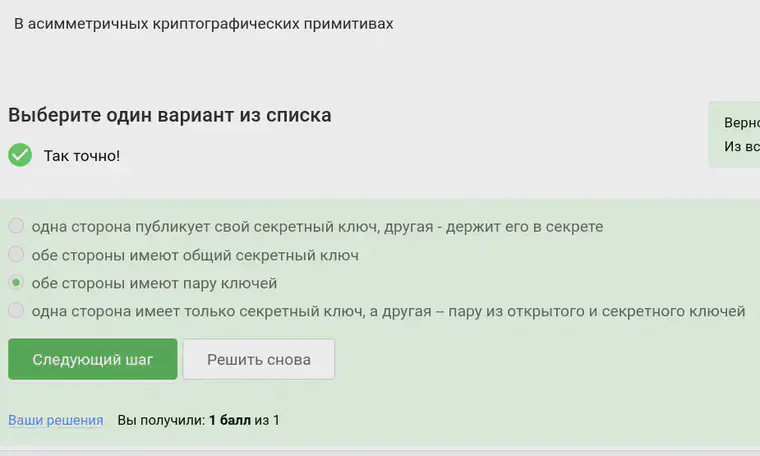 В асимметричных криптографических примитивах
Выберите один вариант из списка
Так точно!
Из
одна сторона публикует свой секретный ключ, другая - держит его в секрете
обе стороны имеют общий секретный ключ
обе стороны имеют пару ключей
одна сторона имеет только секретный ключ, а другая -- пару из открытого и секретного ключей
Следующий шаг
Решить снова
Ваши решения Вы получили: 1 балл из 1